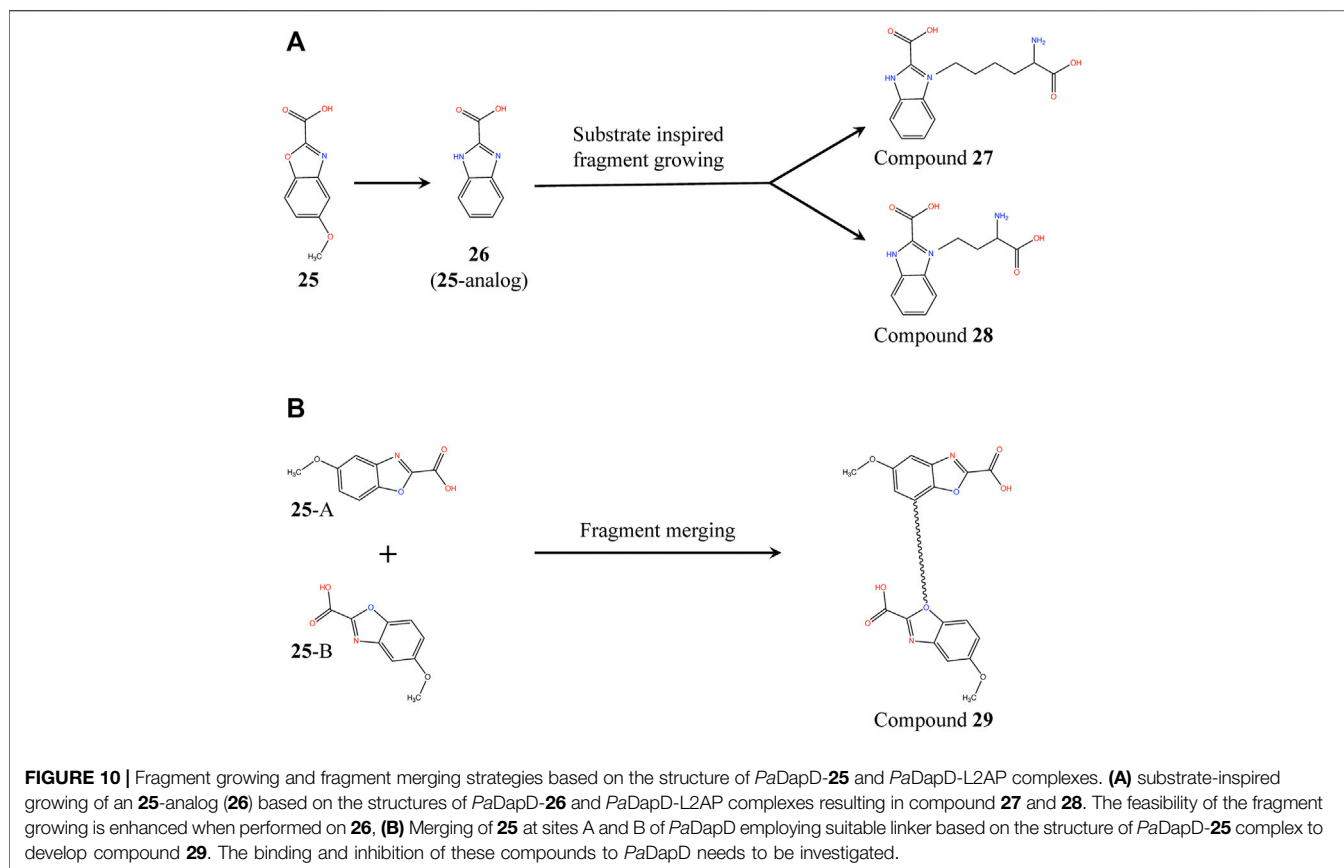 A
O
OH
O
N
O
CH₃
25
O
OH
HN
N
26
(25-analog)
Substrate inspired
fragment growing
O
OH
HN
N
NH₂
OH
O
Compound 27
O
OH
HN
N
NH₂
OH
O
Compound 28
B
H₃C
O
N
O
O
OH
25-A
+
HO
O
O
N
25-B
O
H₃C
Fragment merging
H₃C
O
N
O
O
OH
HO
O
O
N
O
H₃C
Compound 29
FIGURE 10 | Fragment growing and fragment merging strategies based on the structure of PaDapD-25 and PaDapD-L2AP complexes. (A) substrate-inspired
growing of an 25-analog (26) based on the structures of PaDapD-26 and PaDapD-L2AP complexes resulting in compound 27 and 28. The feasibility of the fragment
growing is enhanced when performed on 26, (B) Merging of 25 at sites A and B of PaDapD employing suitable linker based on the structure of PaDapD-25 complex to
develop compound 29. The binding and inhibition of these compounds to PaDapD needs to be investigated.